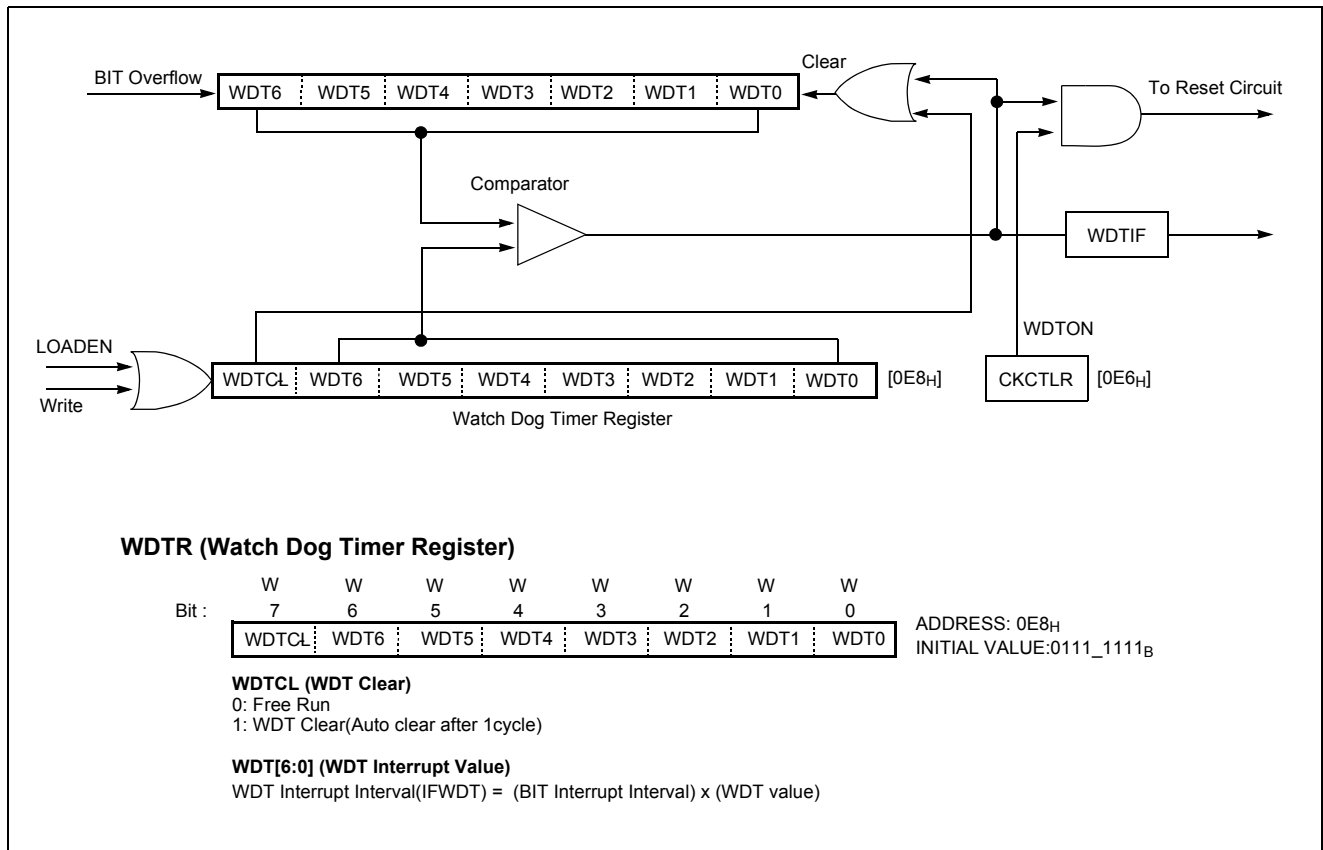 Clear
BIT Overflow
WDT6 WDT5 WDT4 WDT3 WDT2 WDT1 WDT0
To Reset Circuit
Comparator
WDTIF
WDTON
LOADEN
Write
WDTCL WDT6 WDT5 WDT4 WDT3 WDT2 WDT1 WDT0 [0E8H]
CKCTLR [0E6H]
Watch Dog Timer Register
WDTR (Watch Dog Timer Register)
W W W W W W W W
Bit : 7 6 5 4 3 2 1 0
WDTCL WDT6 WDT5 WDT4 WDT3 WDT2 WDT1 WDT0
ADDRESS: 0E8H
INITIAL VALUE:0111_1111B
WDTCL (WDT Clear)
0: Free Run
1: WDT Clear(Auto clear after 1cycle)
WDT[6:0] (WDT Interrupt Value)
WDT Interrupt Interval(IFWDT) = (BIT Interrupt Interval) x (WDT value)